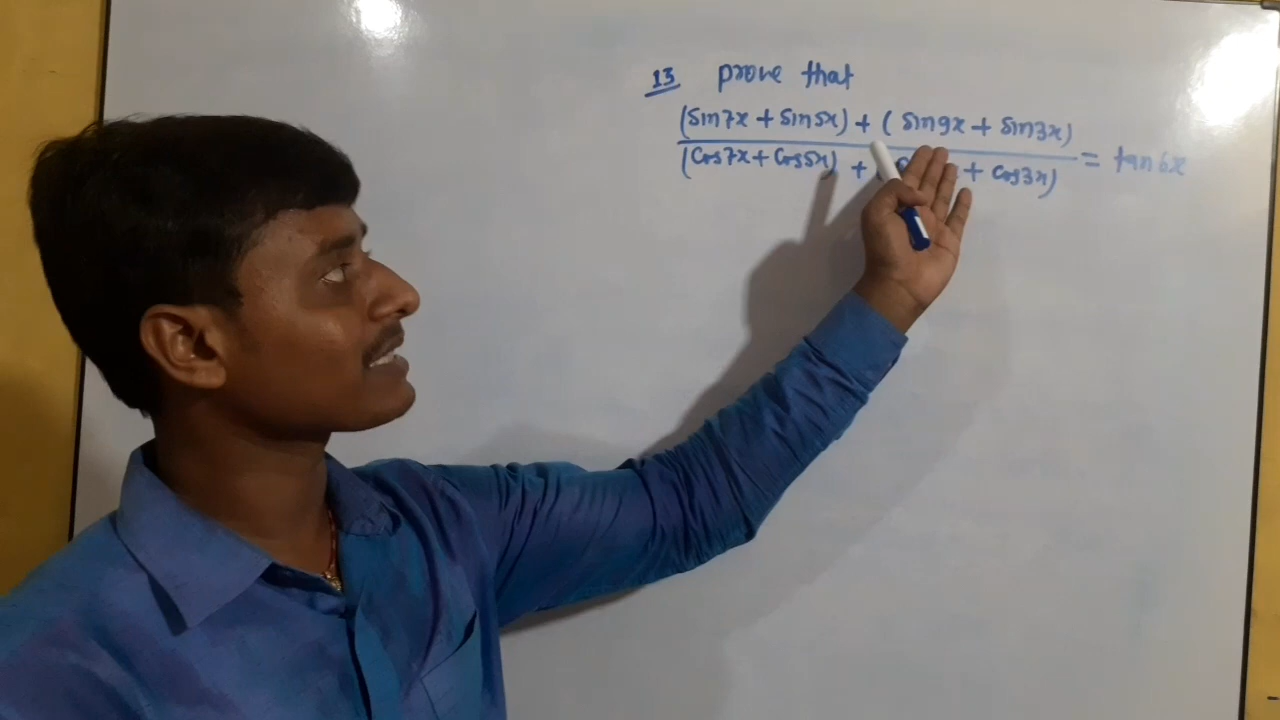 13 prove that
(sin7x + sin5x) + ( sin9x + sin3x)
(cos7x + cos5x) + + cos3x) = tan6x